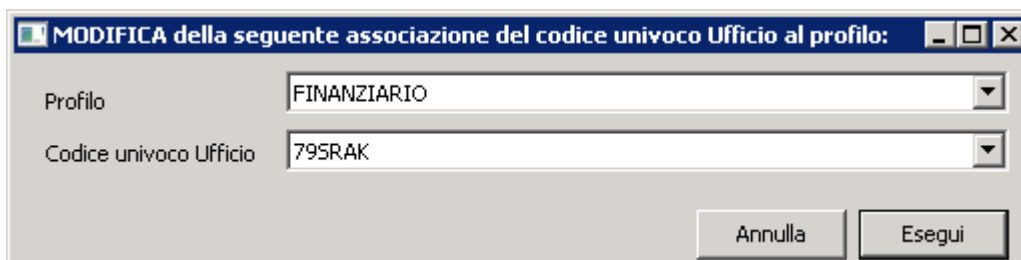 MODIFICA della seguente associazione del codice univoco Ufficio al profilo:
Profilo FINANZIARIO
Codice univoco Ufficio 79SRAK
Annulla Esegui